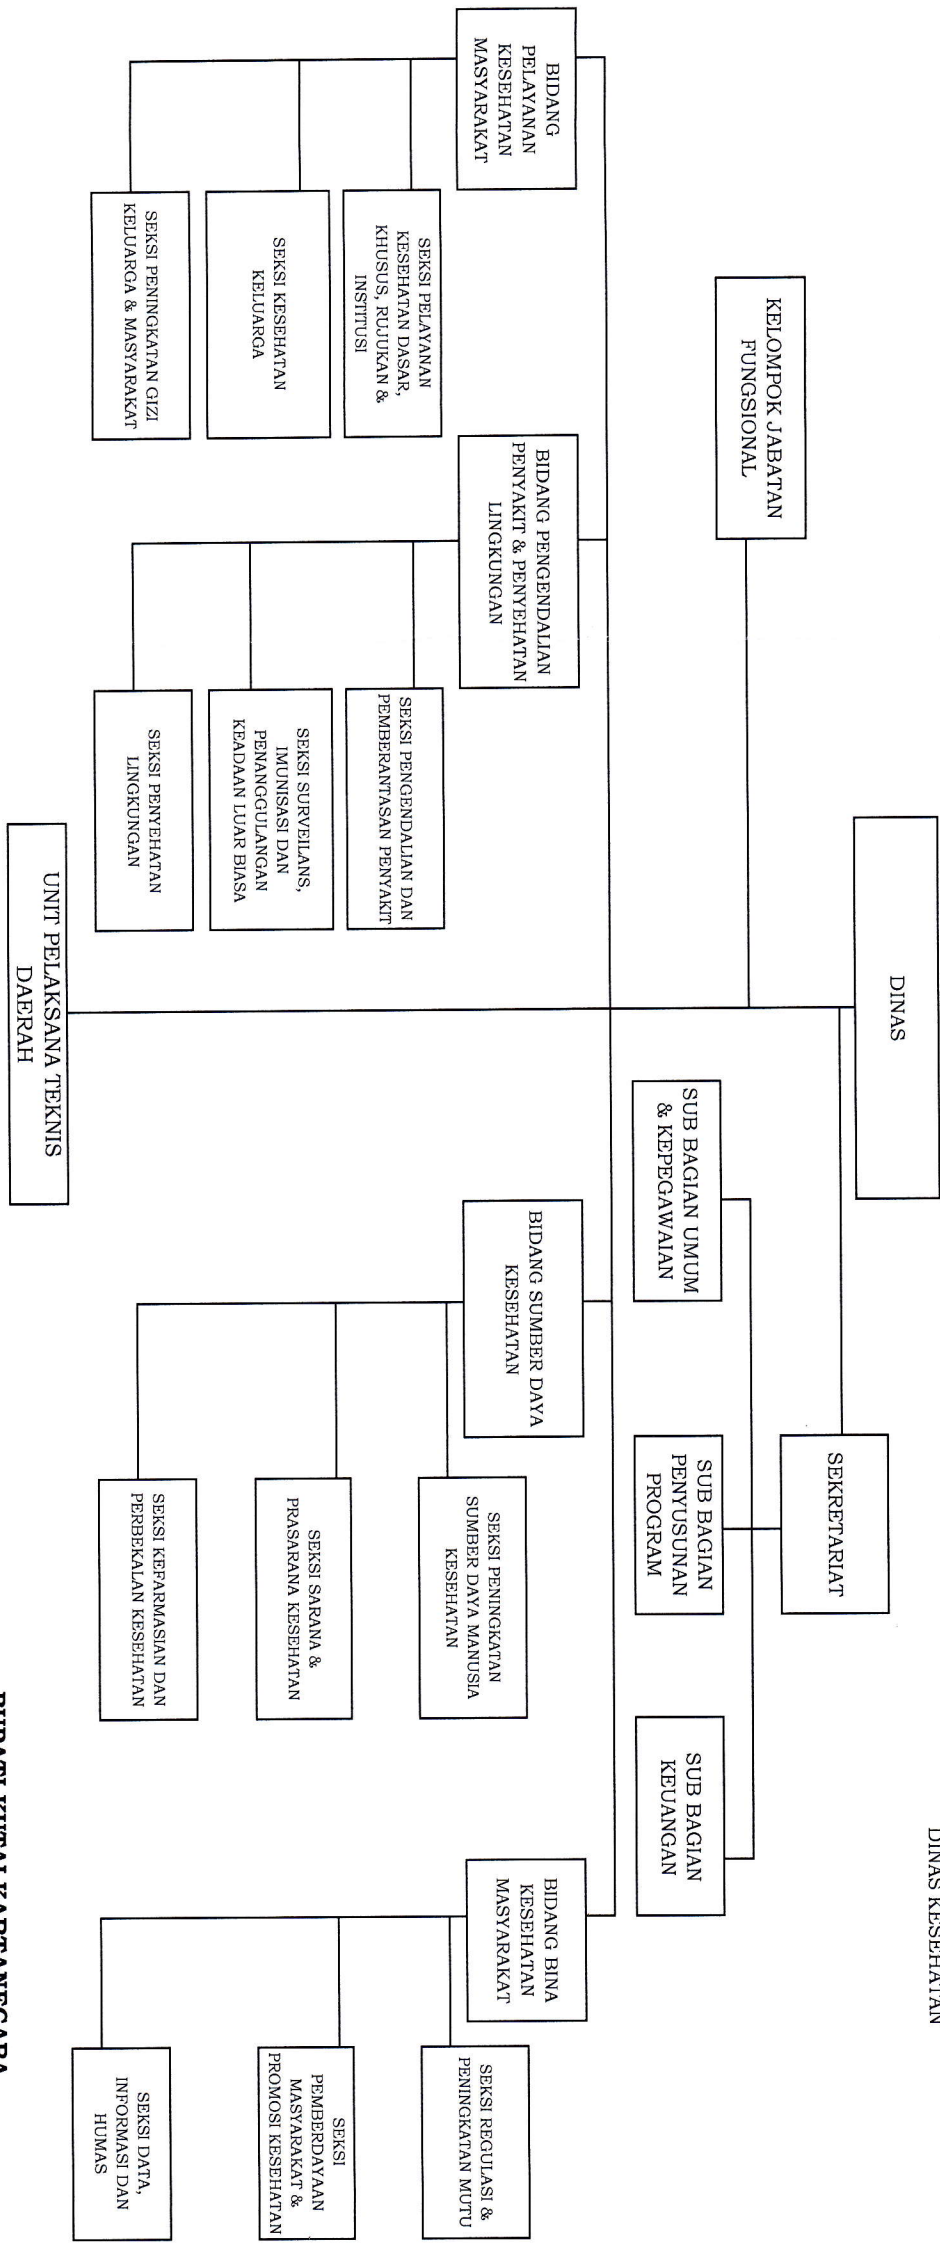 DINAS KESEHATAN
DINAS
SEKRETARIAT
KELOMPOK JABATAN
FUNGSIONAL
SUB BAGIAN UMUM
& KEPEGAWAIAN
SUB BAGIAN
PENYUSUNAN
PROGRAM
SUB BAGIAN
KEUANGAN
BIDANG
PELAYANAN
KESEHATAN
MASYARAKAT
SEKSI PELAYANAN
KESEHATAN DASAR,
KHUSUS, RUJUKAN &
INSTITUSI
SEKSI KESEHATAN
KELUARGA
SEKSI PENINGKATAN GIZI
KELUARGA & MASYARAKAT
BIDANG PENGENDALIAN
PENYAKIT & PENYEHATAN
LINGKUNGAN
SEKSI PENGENDALIAN DAN
PEMBERANTASAN PENYAKIT
SEKSI SURVEILANS,
IMUNISASI DAN
PENANGGULANGAN
KEADAAN LUAR BIASA
SEKSI PENYEHATAN
LINGKUNGAN
BIDANG SUMBER DAYA
KESEHATAN
SEKSI PENINGKATAN
SUMBER DAYA MANUSIA
KESEHATAN
SEKSI SARANA &
PRASARANA KESEHATAN
SEKSI KEFARMASIAN DAN
PERBEKALAN KESEHATAN
BIDANG BINA
KESEHATAN
MASYARAKAT
SEKSI REGULASI &
PENINGKATAN MUTU
SEKSI
PEMBERDAYAAN
MASYARAKAT &
PROMOSI KESEHATAN
SEKSI DATA,
INFORMASI DAN
HUMAS
UNIT PELAKSANA TEKNIS
DAERAH
BUPATI KUTAI KARTANEGARA